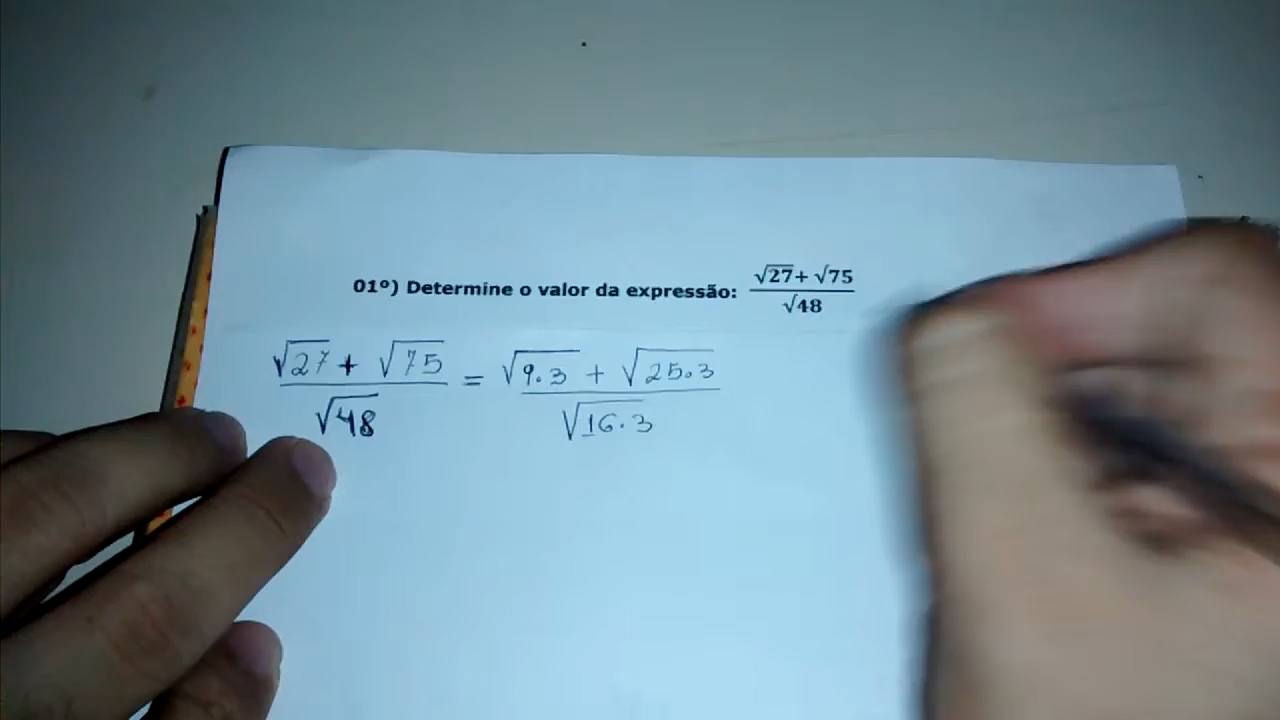 01º) Determine o valor da expressão: (√27 + √75) / √48
(√27 + √75) / √48 = (√9.3 + √25.3) / √16.3